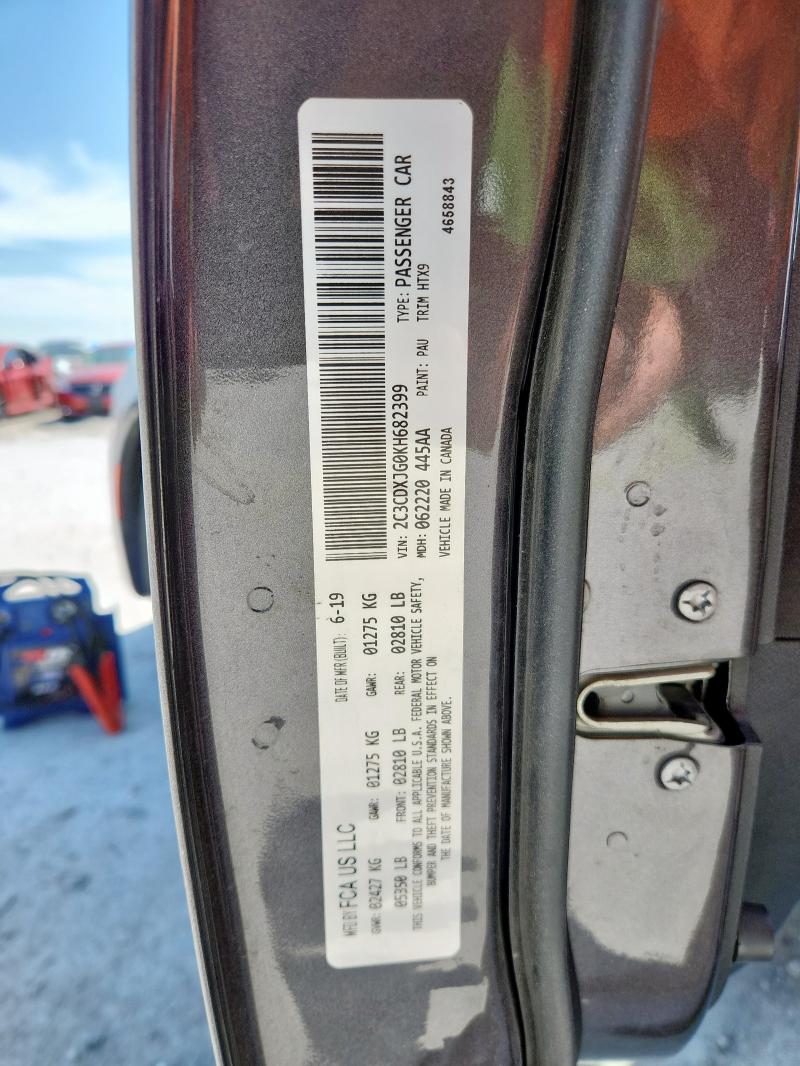 MFD BY FCA US LLC
DATE OF MFR(BUILT): 6-19
GVWR: 02427 KG
GAWR: 01275 KG
GAWR: 01275 KG
05350 LB
FRONT: 02810 LB
REAR: 02810 LB
THIS VEHICLE CONFORMS TO ALL APPLICABLE U.S.A. FEDERAL MOTOR VEHICLE SAFETY,
BUMPER AND THEFT PREVENTION STANDARDS IN EFFECT ON
THE DATE OF MANUFACTURE SHOWN ABOVE.
VIN: 2C3CDXJG0KH682399
TYPE: PASSENGER CAR
MDH: 062220 445AA
PAINT: PAU
TRIM HTX9
VEHICLE MADE IN CANADA
4658843